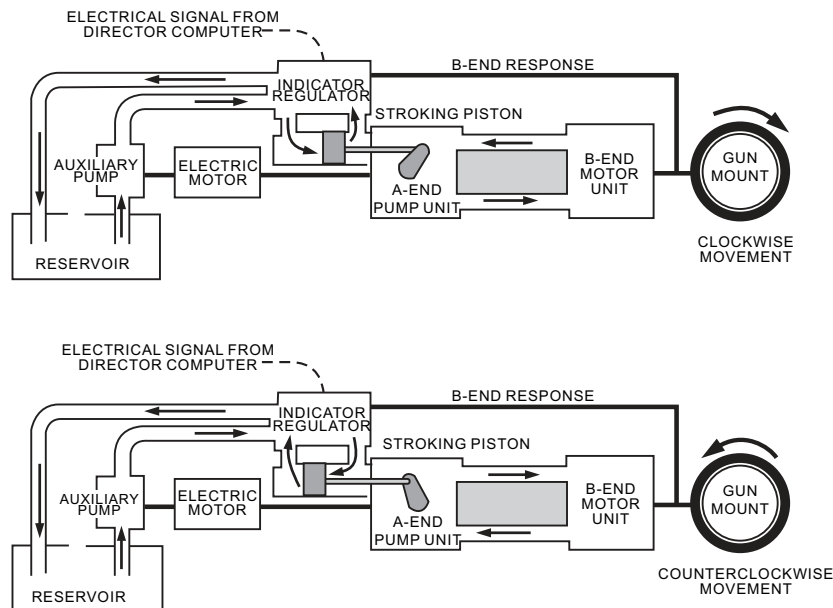 ELECTRICAL SIGNAL FROM
DIRECTOR COMPUTER
B-END RESPONSE
INDICATOR
REGULATOR
STROKING PISTON
AUXILIARY
PUMP
ELECTRIC
MOTOR
A-END
PUMP UNIT
B-END
MOTOR
UNIT
GUN
MOUNT
RESERVOIR
CLOCKWISE
MOVEMENT
ELECTRICAL SIGNAL FROM
DIRECTOR COMPUTER
B-END RESPONSE
INDICATOR
REGULATOR
STROKING PISTON
AUXILIARY
PUMP
ELECTRIC
MOTOR
A-END
PUMP UNIT
B-END
MOTOR
UNIT
GUN
MOUNT
RESERVOIR
COUNTERCLOCKWISE
MOVEMENT